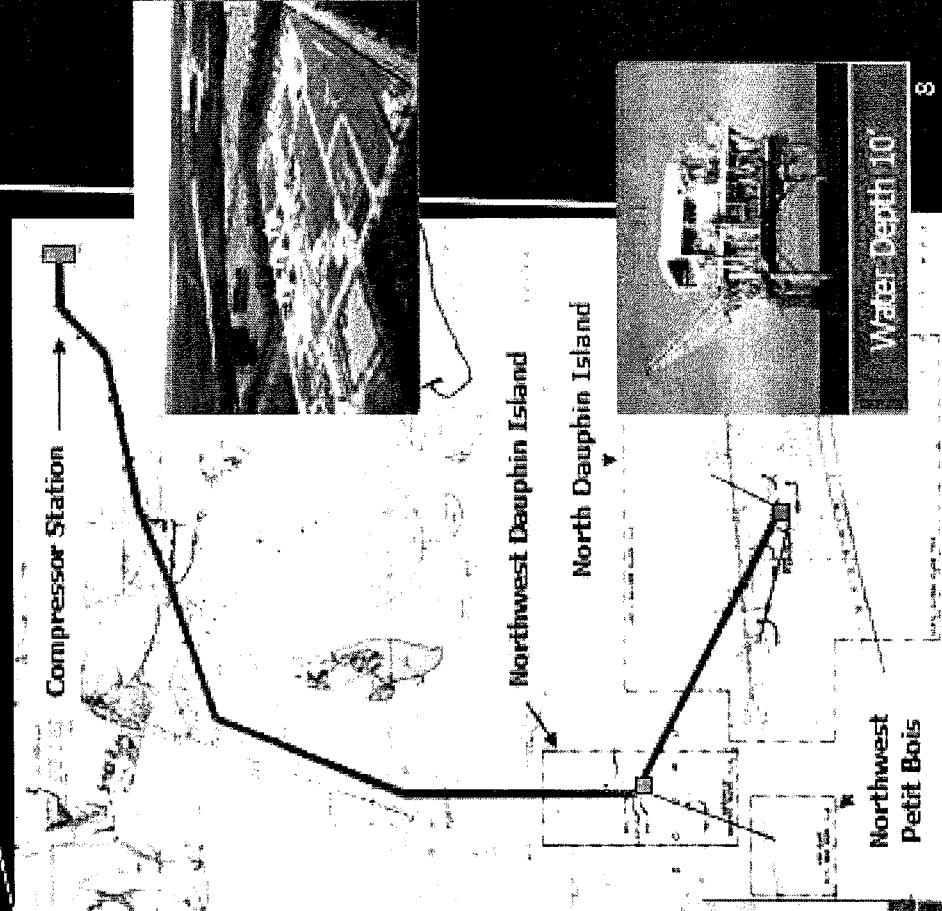 Compressor Station
Northwest Dauphin Island
North Dauphin Island
Northwest
Petit Bois
Water Depth 10'
8